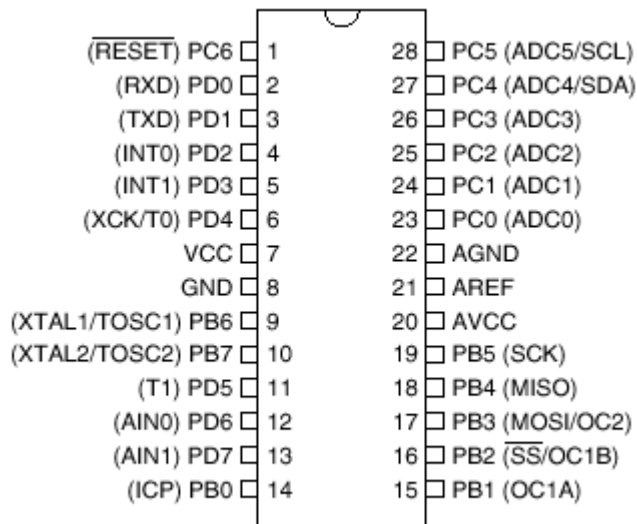 (RESET) PC6 1 28 PC5 (ADC5/SCL)
(RXD) PD0 2 27 PC4 (ADC4/SDA)
(TXD) PD1 3 26 PC3 (ADC3)
(INT0) PD2 4 25 PC2 (ADC2)
(INT1) PD3 5 24 PC1 (ADC1)
(XCK/T0) PD4 6 23 PC0 (ADC0)
VCC 7 22 AGND
GND 8 21 AREF
(XTAL1/TOSC1) PB6 9 20 AVCC
(XTAL2/TOSC2) PB7 10 19 PB5 (SCK)
(T1) PD5 11 18 PB4 (MISO)
(AIN0) PD6 12 17 PB3 (MOSI/OC2)
(AIN1) PD7 13 16 PB2 (SS/OC1B)
(ICP) PB0 14 15 PB1 (OC1A)